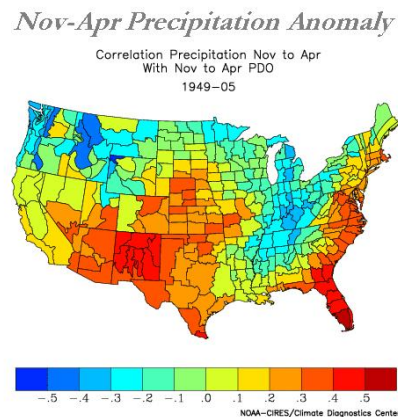 Nov-Apr Precipitation Anomaly
Correlation Precipitation Nov to Apr
With Nov to Apr PDO
1949-05
-.5 -.4 -.3 -.2 -.1 .0 .1 .2 .3 .4 .5
NOAA-CIRES/Climate Diagnostics Cente